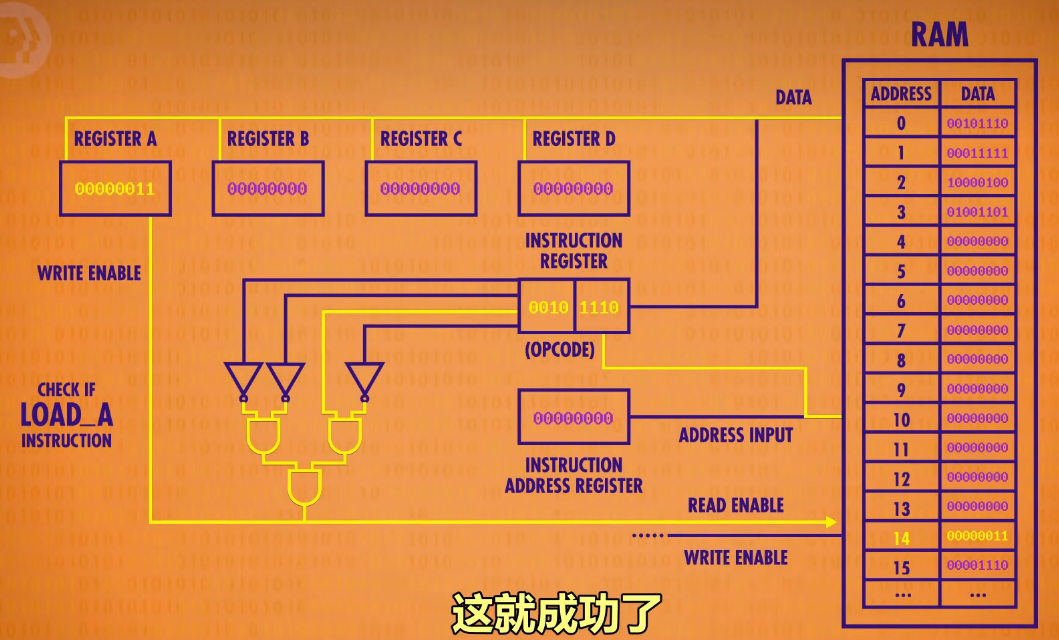 RAM
DATA
ADDRESS DATA
0 00101110
1 00011111
2 10000100
3 01001101
4 00000000
5 00000000
6 00000000
7 00000000
8 00000000
9 00000000
10 00000000
11 00000000
12 00000000
13 00000000
14 00000011
15 00001110
... ...
REGISTER A
00000011
REGISTER B
00000000
REGISTER C
00000000
REGISTER D
00000000
WRITE ENABLE
INSTRUCTION
REGISTER
0010 1110
(OPCODE)
CHECK IF
LOAD_A
INSTRUCTION
00000000
ADDRESS INPUT
INSTRUCTION
ADDRESS REGISTER
READ ENABLE
WRITE ENABLE
这就成功了